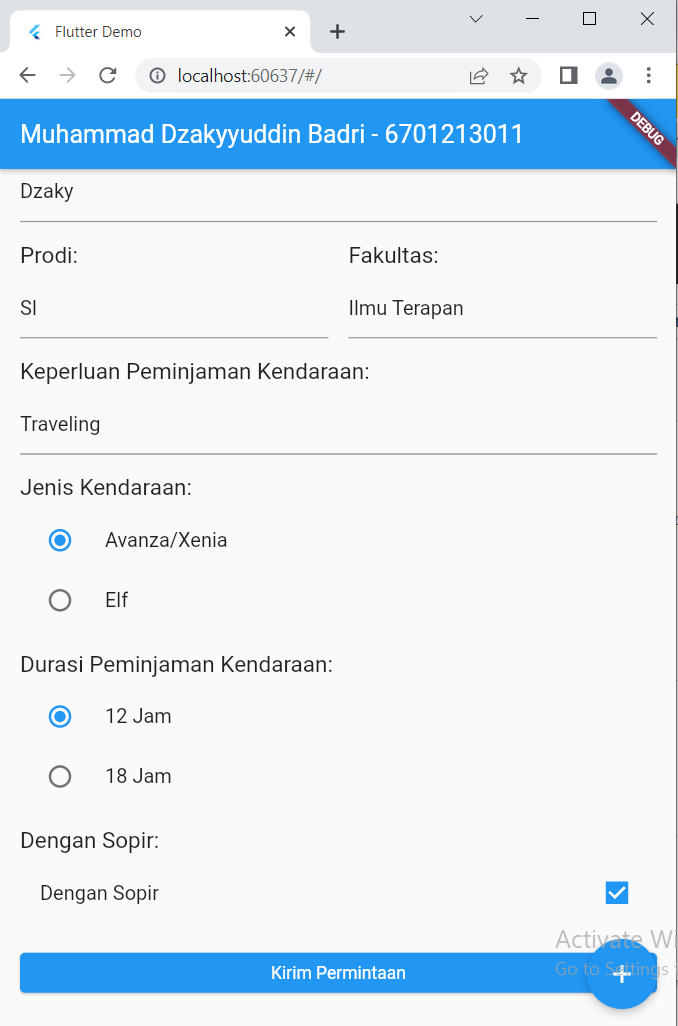 Flutter Demo
localhost:60637/#/
Muhammad Dzakyyuddin Badri - 6701213011
DEBUG
Dzaky
Prodi: Fakultas:
SI Ilmu Terapan
Keperluan Peminjaman Kendaraan:
Traveling
Jenis Kendaraan:
Avanza/Xenia
Elf
Durasi Peminjaman Kendaraan:
12 Jam
18 Jam
Dengan Sopir:
Dengan Sopir
Activate Wi
Go to Settings
Kirim Permintaan